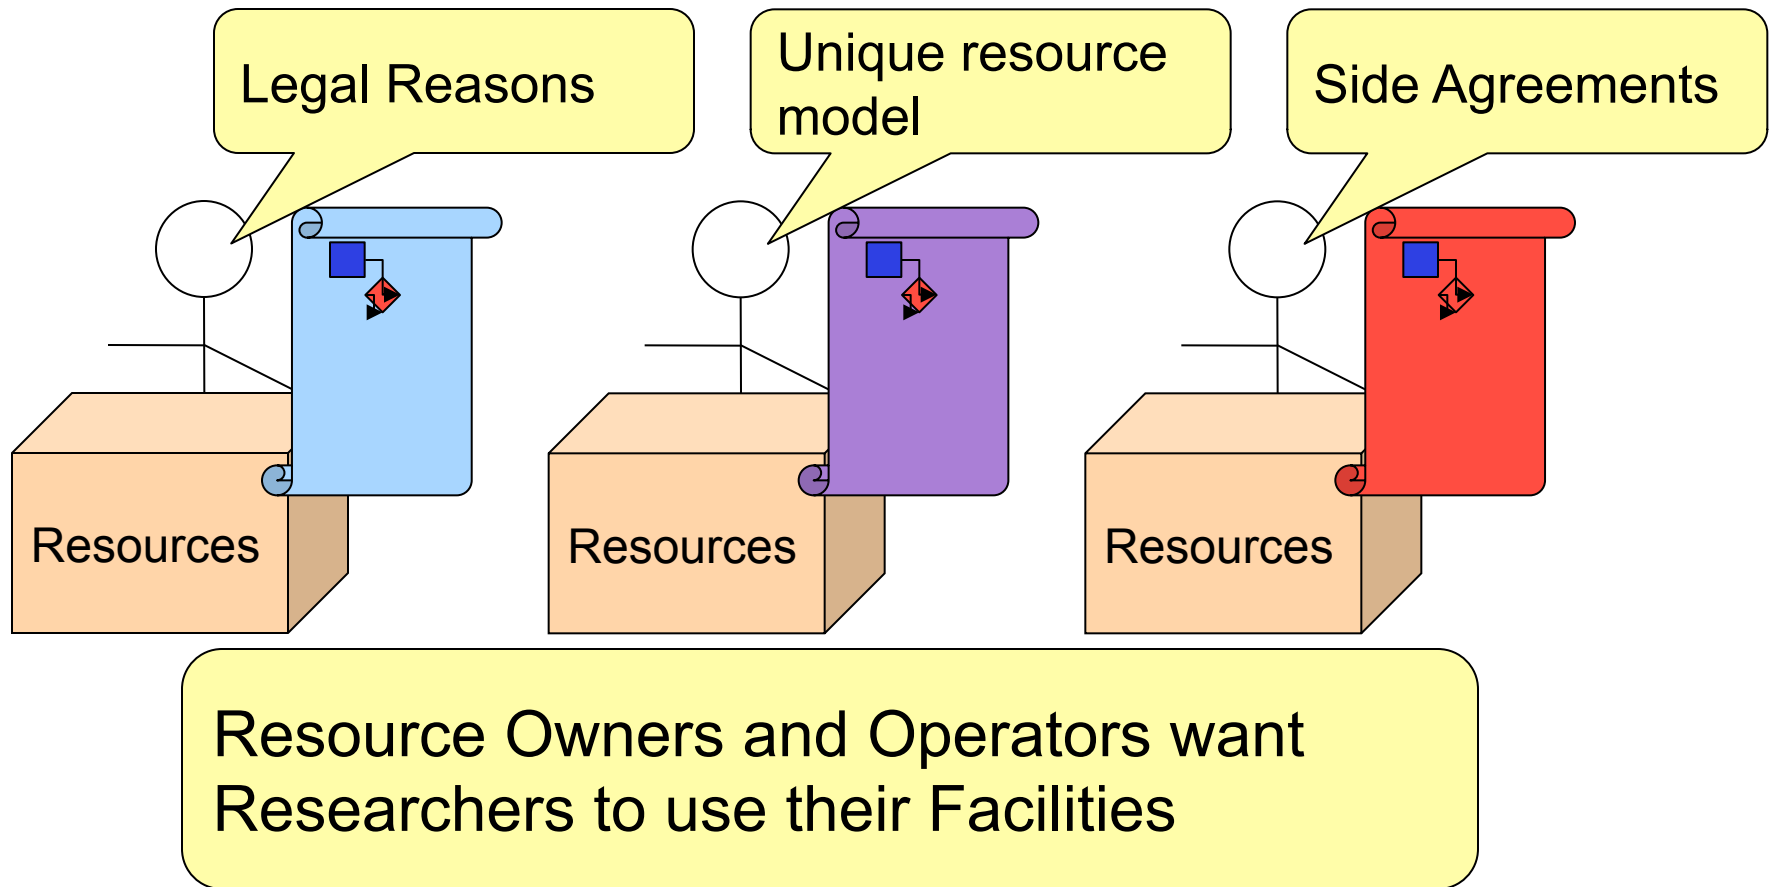 Legal Reasons
Unique resource
model
Side Agreements
Resources
Resources
Resources
Resource Owners and Operators want
Researchers to use their Facilities